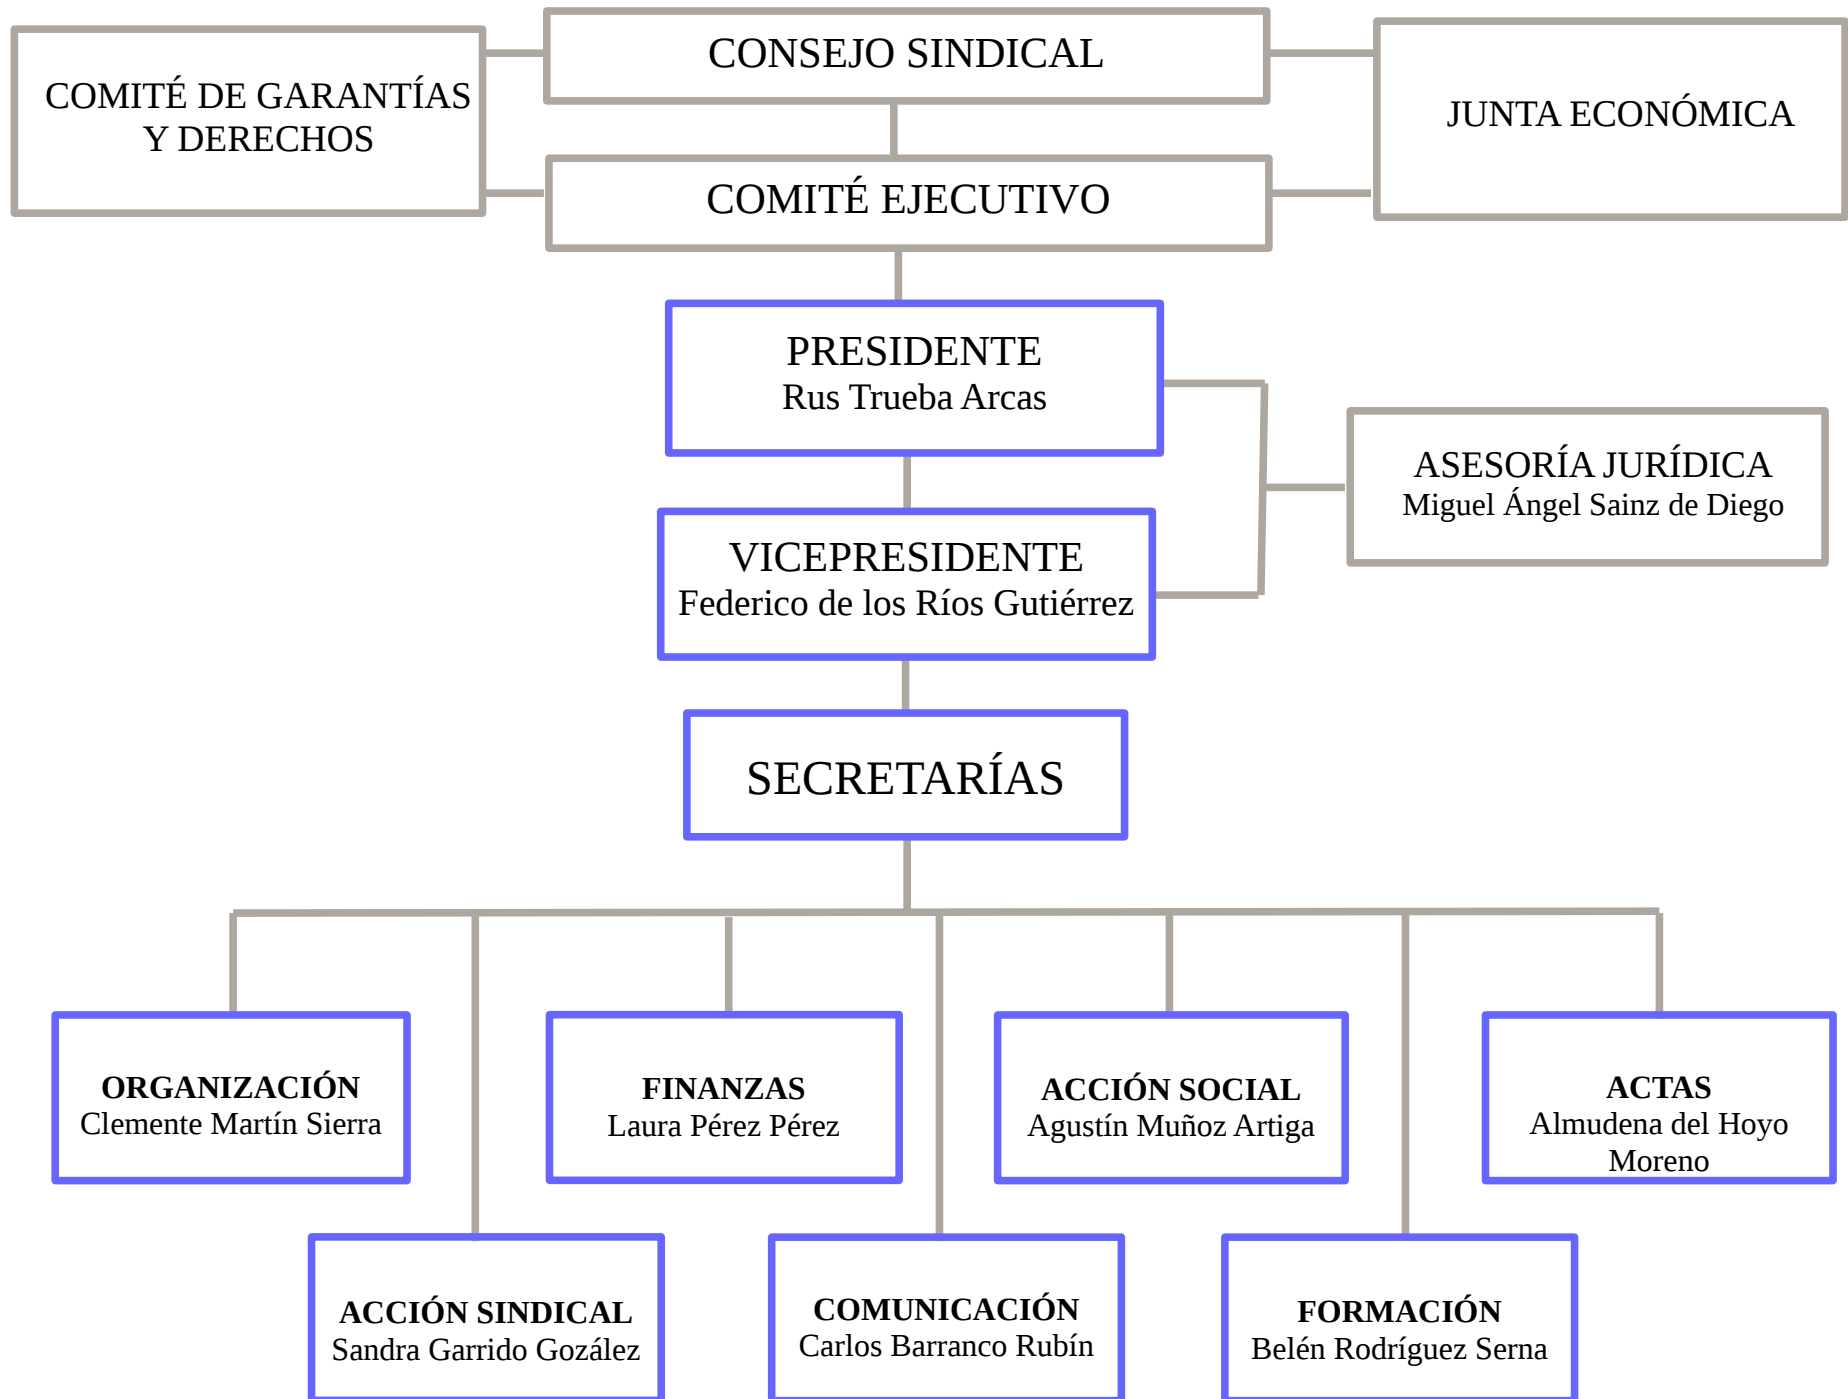 CONSEJO SINDICAL
COMITÉ DE GARANTÍAS
Y DERECHOS
JUNTA ECONÓMICA
COMITÉ EJECUTIVO
PRESIDENTE
Rus Trueba Arcas
ASESORÍA JURÍDICA
Miguel Ángel Sainz de Diego
VICEPRESIDENTE
Federico de los Ríos Gutiérrez
SECRETARÍAS
ORGANIZACIÓN
Clemente Martín Sierra
FINANZAS
Laura Pérez Pérez
ACCIÓN SOCIAL
Agustín Muñoz Artiga
ACTAS
Almudena del Hoyo
Moreno
ACCIÓN SINDICAL
Sandra Garrido Gozález
COMUNICACIÓN
Carlos Barranco Rubín
FORMACIÓN
Belén Rodríguez Serna